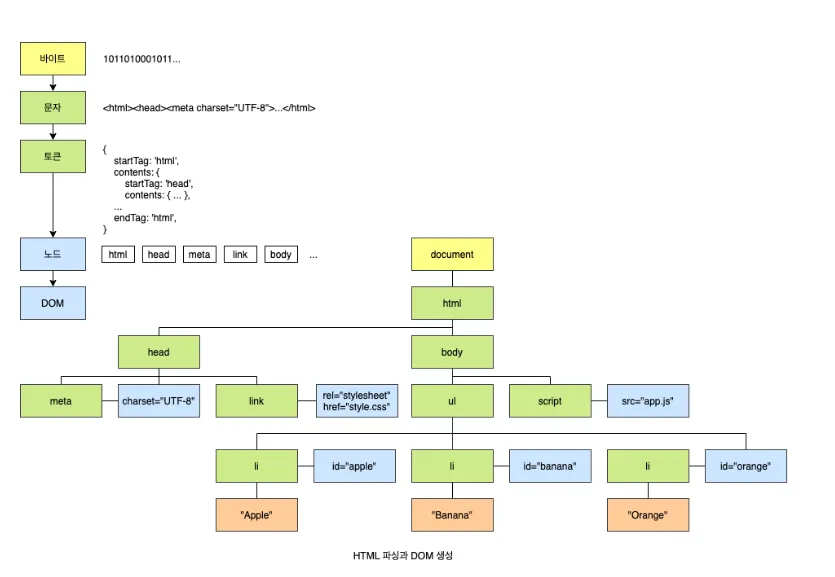 바이트
1011010001011...
문자
<html><head><meta charset="UTF-8">...</html>
토큰
{
startTag: 'html',
contents: {
startTag: 'head',
contents: { ... },
...
endTag: 'html',
}
노드
html head meta link body ...
document
DOM
html
head
body
meta
charset="UTF-8"
link
rel="stylesheet"
href="style.css"
ul
script
src="app.js"
li
id="apple"
li
id="banana"
li
id="orange"
"Apple"
"Banana"
"Orange"
HTML 파싱과 DOM 생성